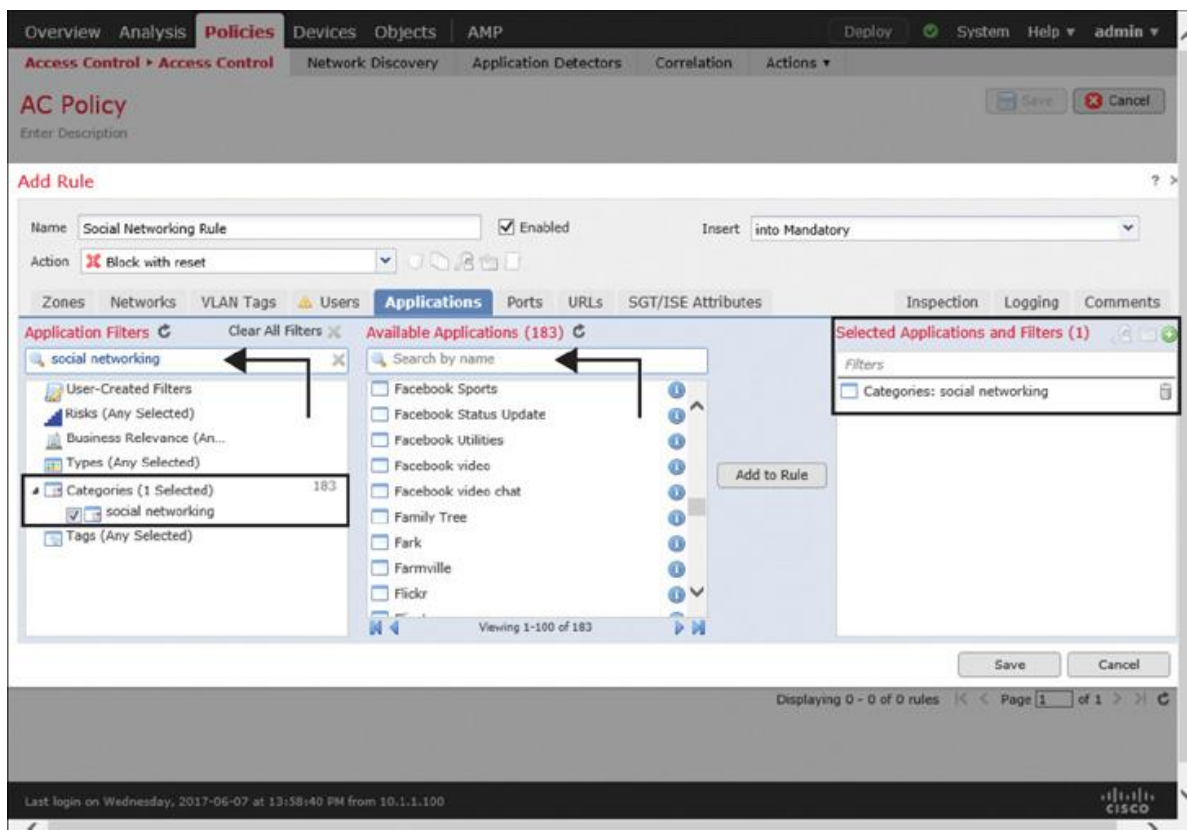 Overview Analysis Policies Devices Objects AMP Deploy System Help admin
Access Control ▸ Access Control Network Discovery Application Detectors Correlation Actions
AC Policy Save Cancel
Enter Description
Add Rule ?
Name Social Networking Rule Enabled Insert into Mandatory
Action Block with reset
Zones Networks VLAN Tags Users Applications Ports URLs SGT/ISE Attributes Inspection Logging Comments
Application Filters Clear All Filters Available Applications (183) Selected Applications and Filters (1)
social networking Search by name Filters
User-Created Filters Facebook Sports Categories: social networking
Risks (Any Selected) Facebook Status Update
Business Relevance (An... Facebook Utilities
Types (Any Selected) Facebook video Add to Rule
Categories (1 Selected) 183 Facebook video chat
social networking Family Tree
Tags (Any Selected) Fark
Farmville
Flickr
Viewing 1-100 of 183
Save Cancel
Displaying 0 - 0 of 0 rules Page 1 of 1
Last login on Wednesday, 2017-06-07 at 13:58:40 PM from 10.1.1.100 CISCO